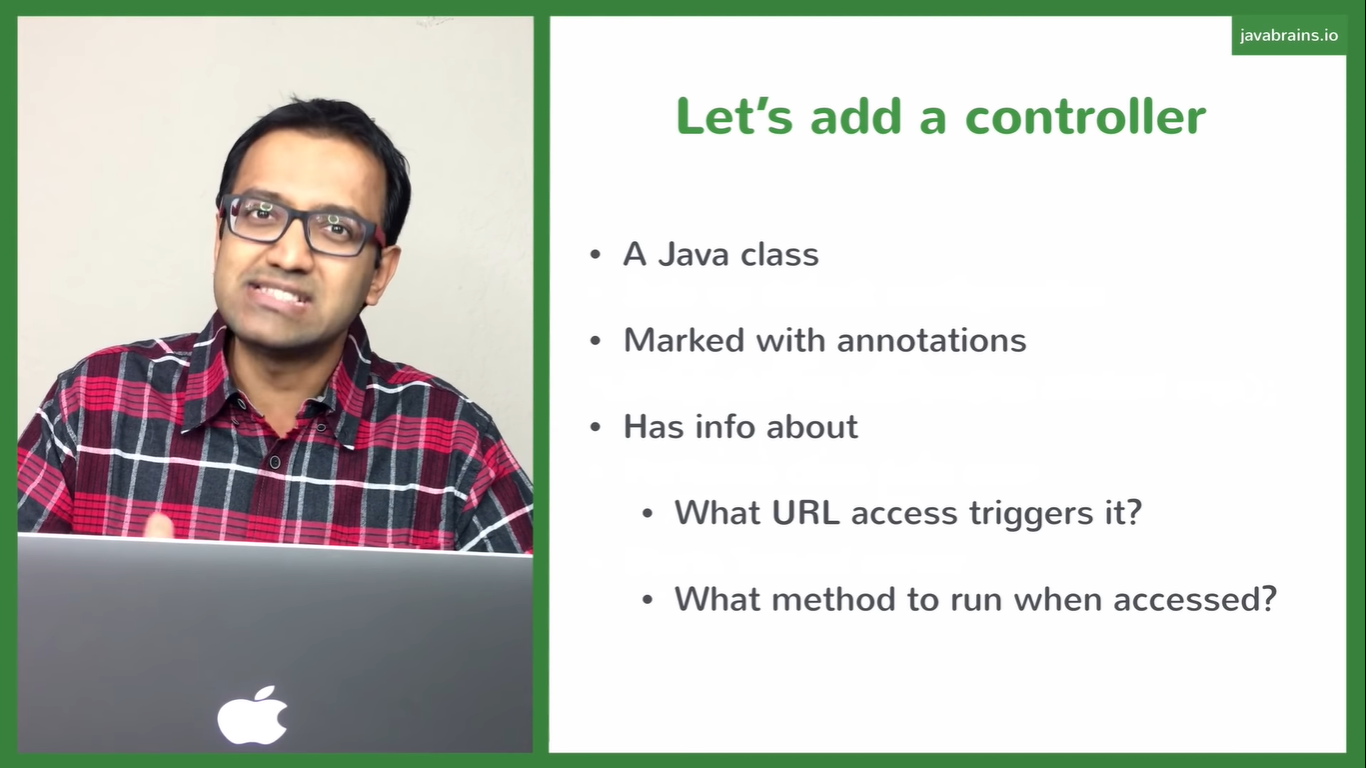 javabrains.io
Let's add a controller
• A Java class
• Marked with annotations
• Has info about
• What URL access triggers it?
• What method to run when accessed?